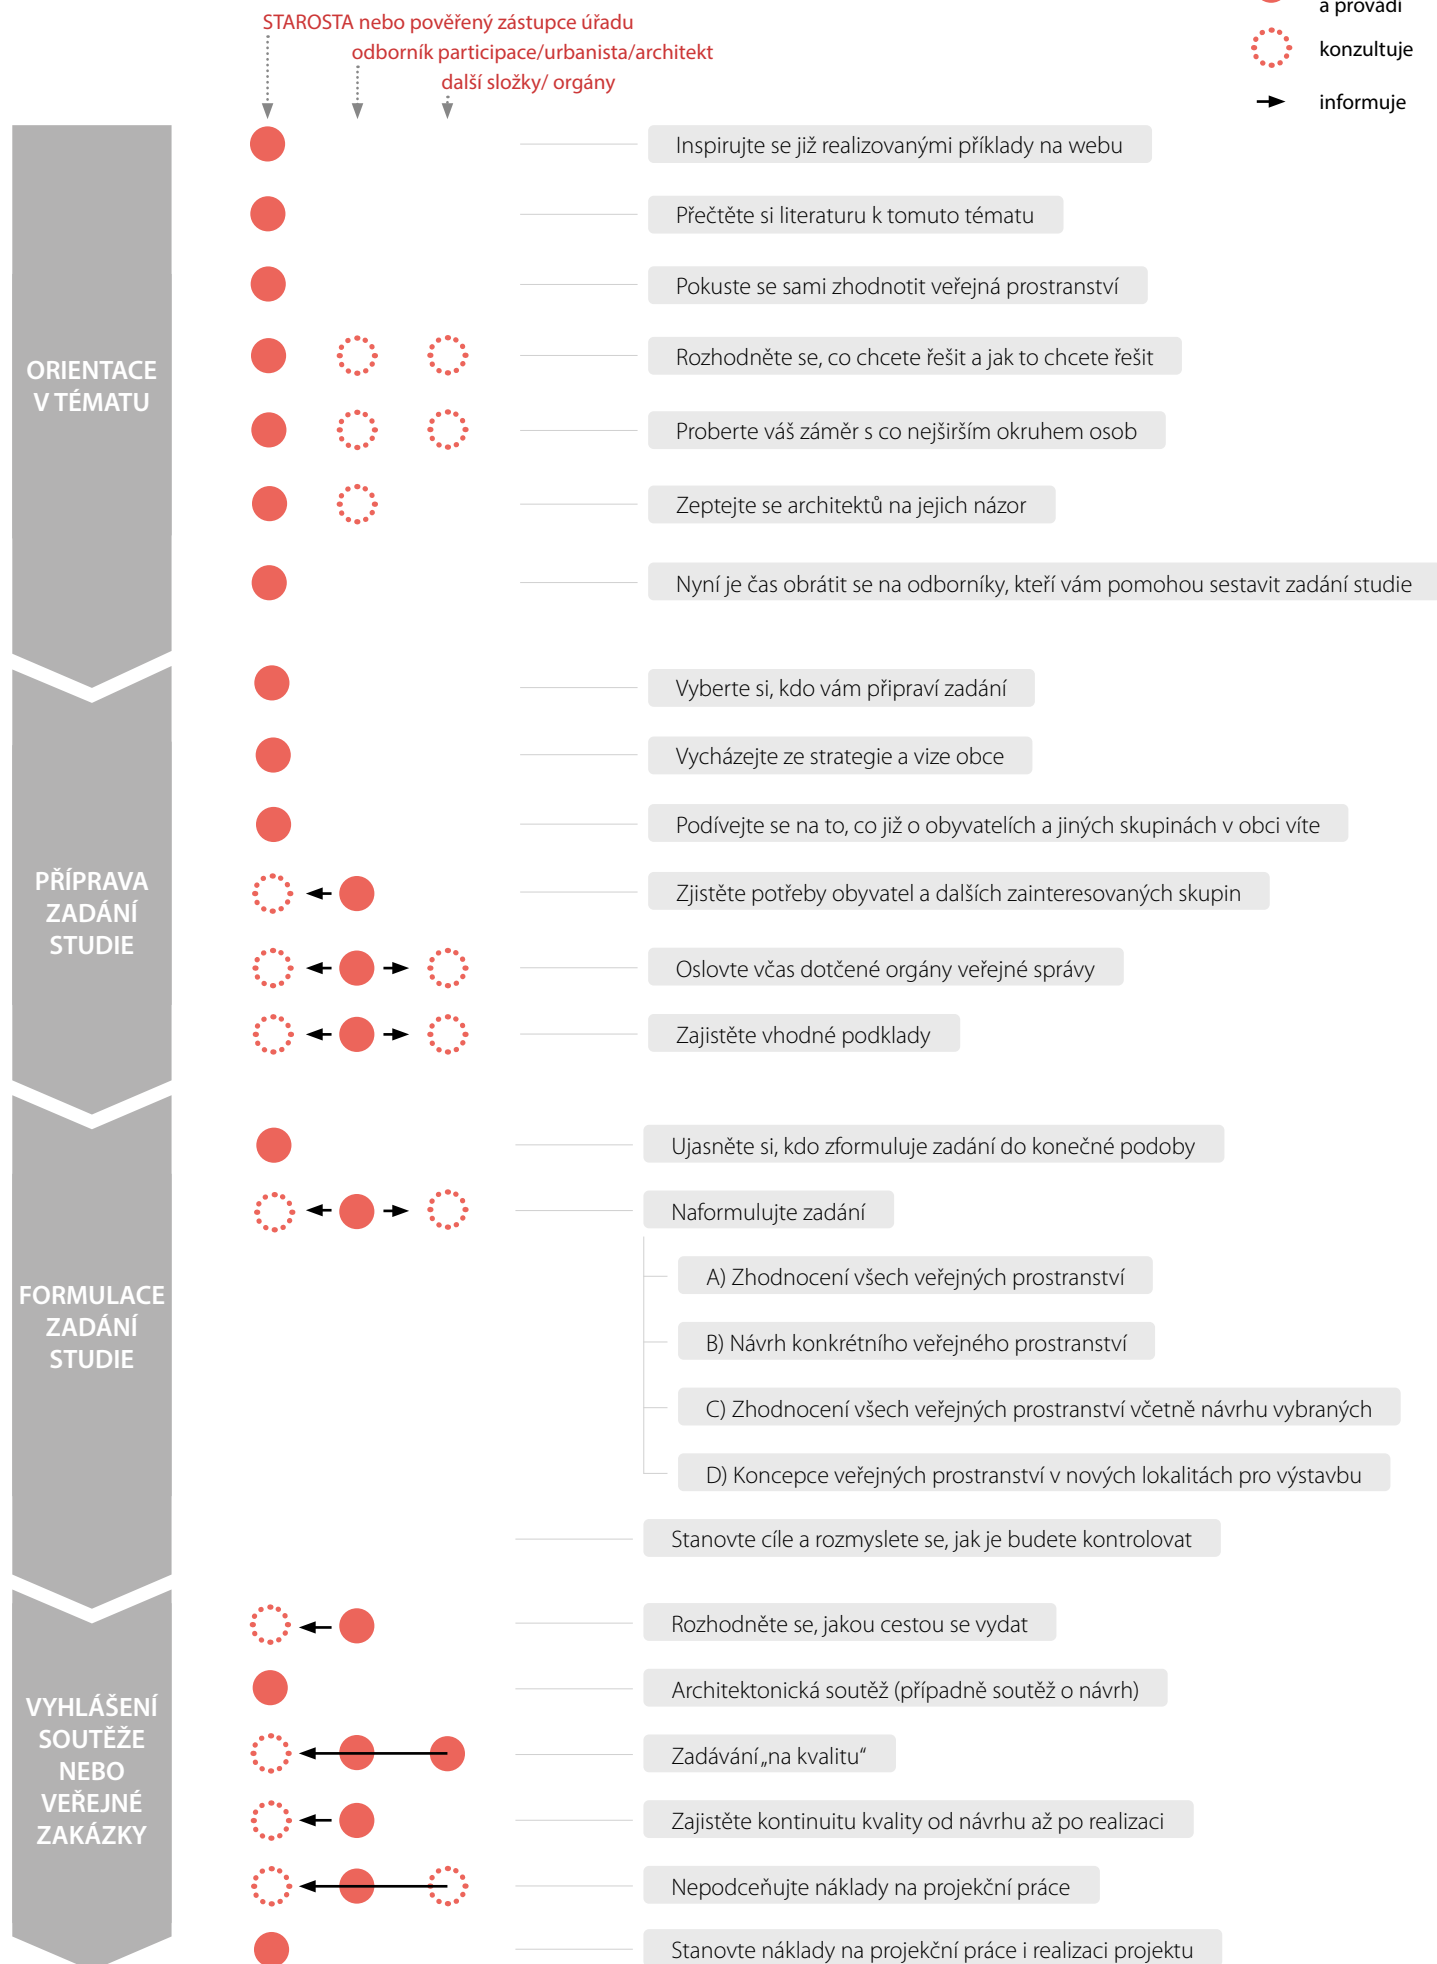 STAROSTA nebo pověřený zástupce úřadu
odborník participace/urbanista/architekt
další složky/ orgány
a provádí
konzultuje
informuje
ORIENTACE
V TÉMATU
Inspirujte se již realizovanými příklady na webu
Přečtěte si literaturu k tomuto tématu
Pokuste se sami zhodnotit veřejná prostranství
Rozhodněte se, co chcete řešit a jak to chcete řešit
Proberte váš záměr s co nejširším okruhem osob
Zeptejte se architektů na jejich názor
Nyní je čas obrátit se na odborníky, kteří vám pomohou sestavit zadání studie
PŘÍPRAVA
ZADÁNÍ
STUDIE
Vyberte si, kdo vám připraví zadání
Vycházejte ze strategie a vize obce
Podívejte se na to, co již o obyvatelích a jiných skupinách v obci víte
Zjistěte potřeby obyvatel a dalších zainteresovaných skupin
Oslovte včas dotčené orgány veřejné správy
Zajistěte vhodné podklady
FORMULACE
ZADÁNÍ
STUDIE
Ujasněte si, kdo zformuluje zadání do konečné podoby
Naformulujte zadání
A) Zhodnocení všech veřejných prostranství
B) Návrh konkrétního veřejného prostranství
C) Zhodnocení všech veřejných prostranství včetně návrhu vybraných
D) Koncepce veřejných prostranství v nových lokalitách pro výstavbu
Stanovte cíle a rozmyslete se, jak je budete kontrolovat
VYHLÁŠENÍ
SOUTĚŽE
NEBO
VEŘEJNÉ
ZAKÁZKY
Rozhodněte se, jakou cestou se vydat
Architektonická soutěž (případně soutěž o návrh)
Zadávání „na kvalitu“
Zajistěte kontinuitu kvality od návrhu až po realizaci
Nepodceňujte náklady na projekční práce
Stanovte náklady na projekční práce i realizaci projektu